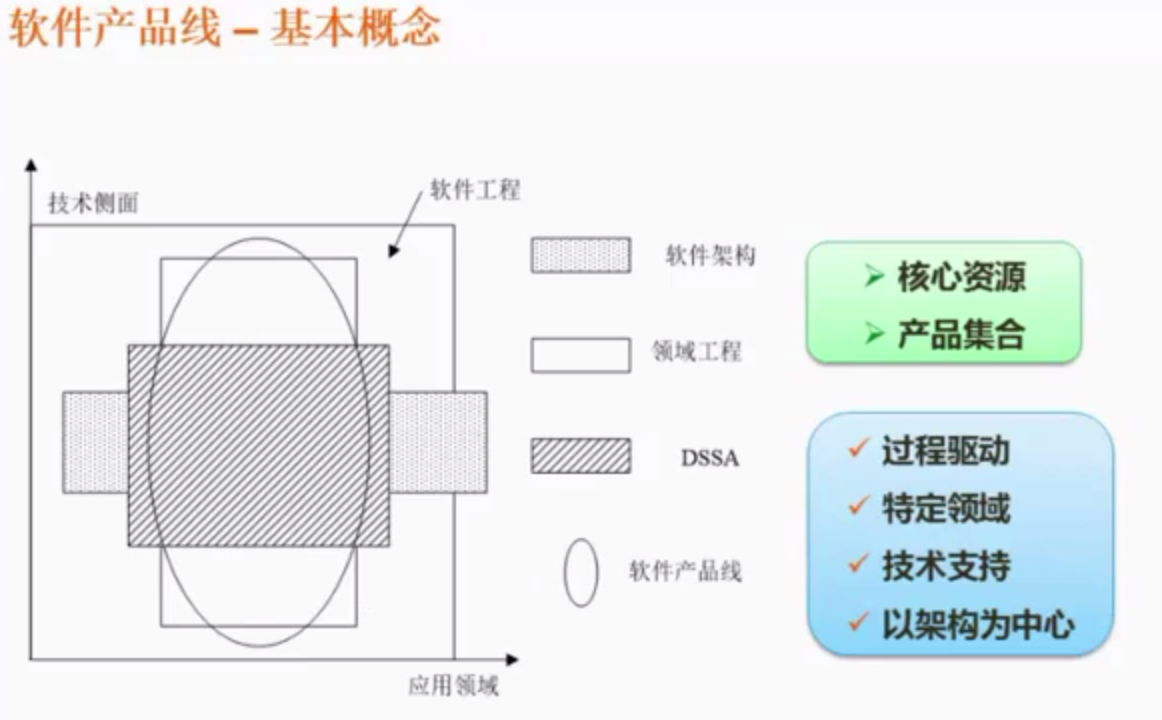 软件产品线 – 基本概念
技术侧面
软件工程
应用领域
软件架构
领域工程
DSSA
软件产品线
核心资源
产品集合
过程驱动
特定领域
技术支持
以架构为中心